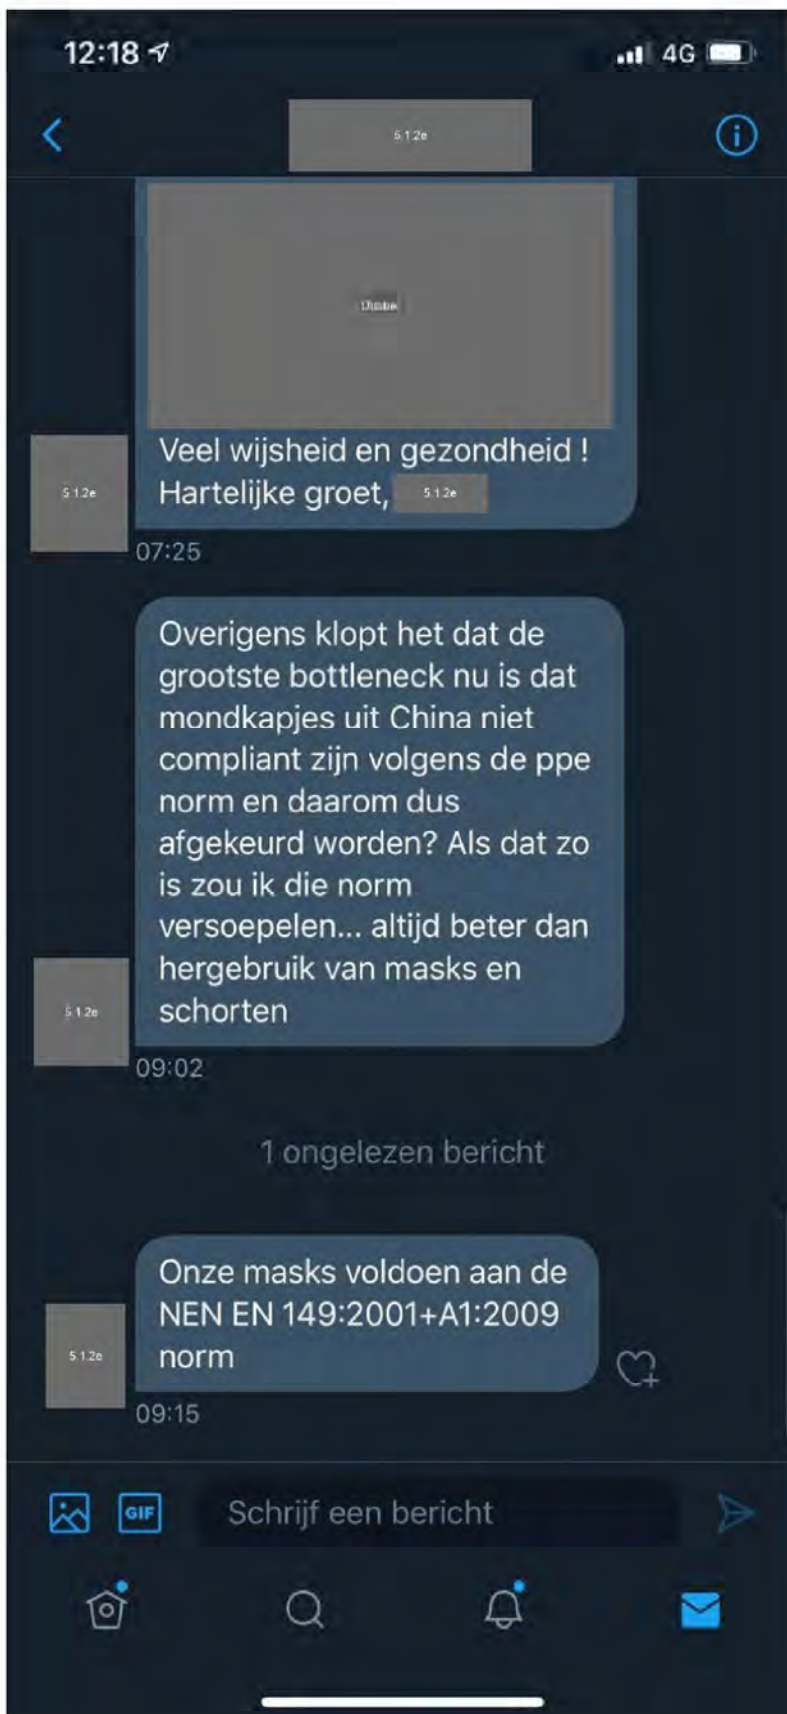 12:18
4G
5.1.2e
Veel wijsheid en gezondheid !
Hartelijke groet, 5.1.2e
5.1.2e
07:25
Overigens klopt het dat de
grootste bottleneck nu is dat
mondkapjes uit China niet
compliant zijn volgens de ppe
norm en daarom dus
afgekeurd worden? Als dat zo
is zou ik die norm
versoepelen... altijd beter dan
hergebruik van masks en
schorten
5.1.2e
09:02
1 ongelezen bericht
Onze masks voldoen aan de
NEN EN 149:2001+A1:2009
norm
5.1.2e
09:15
GIF
Schrijf een bericht